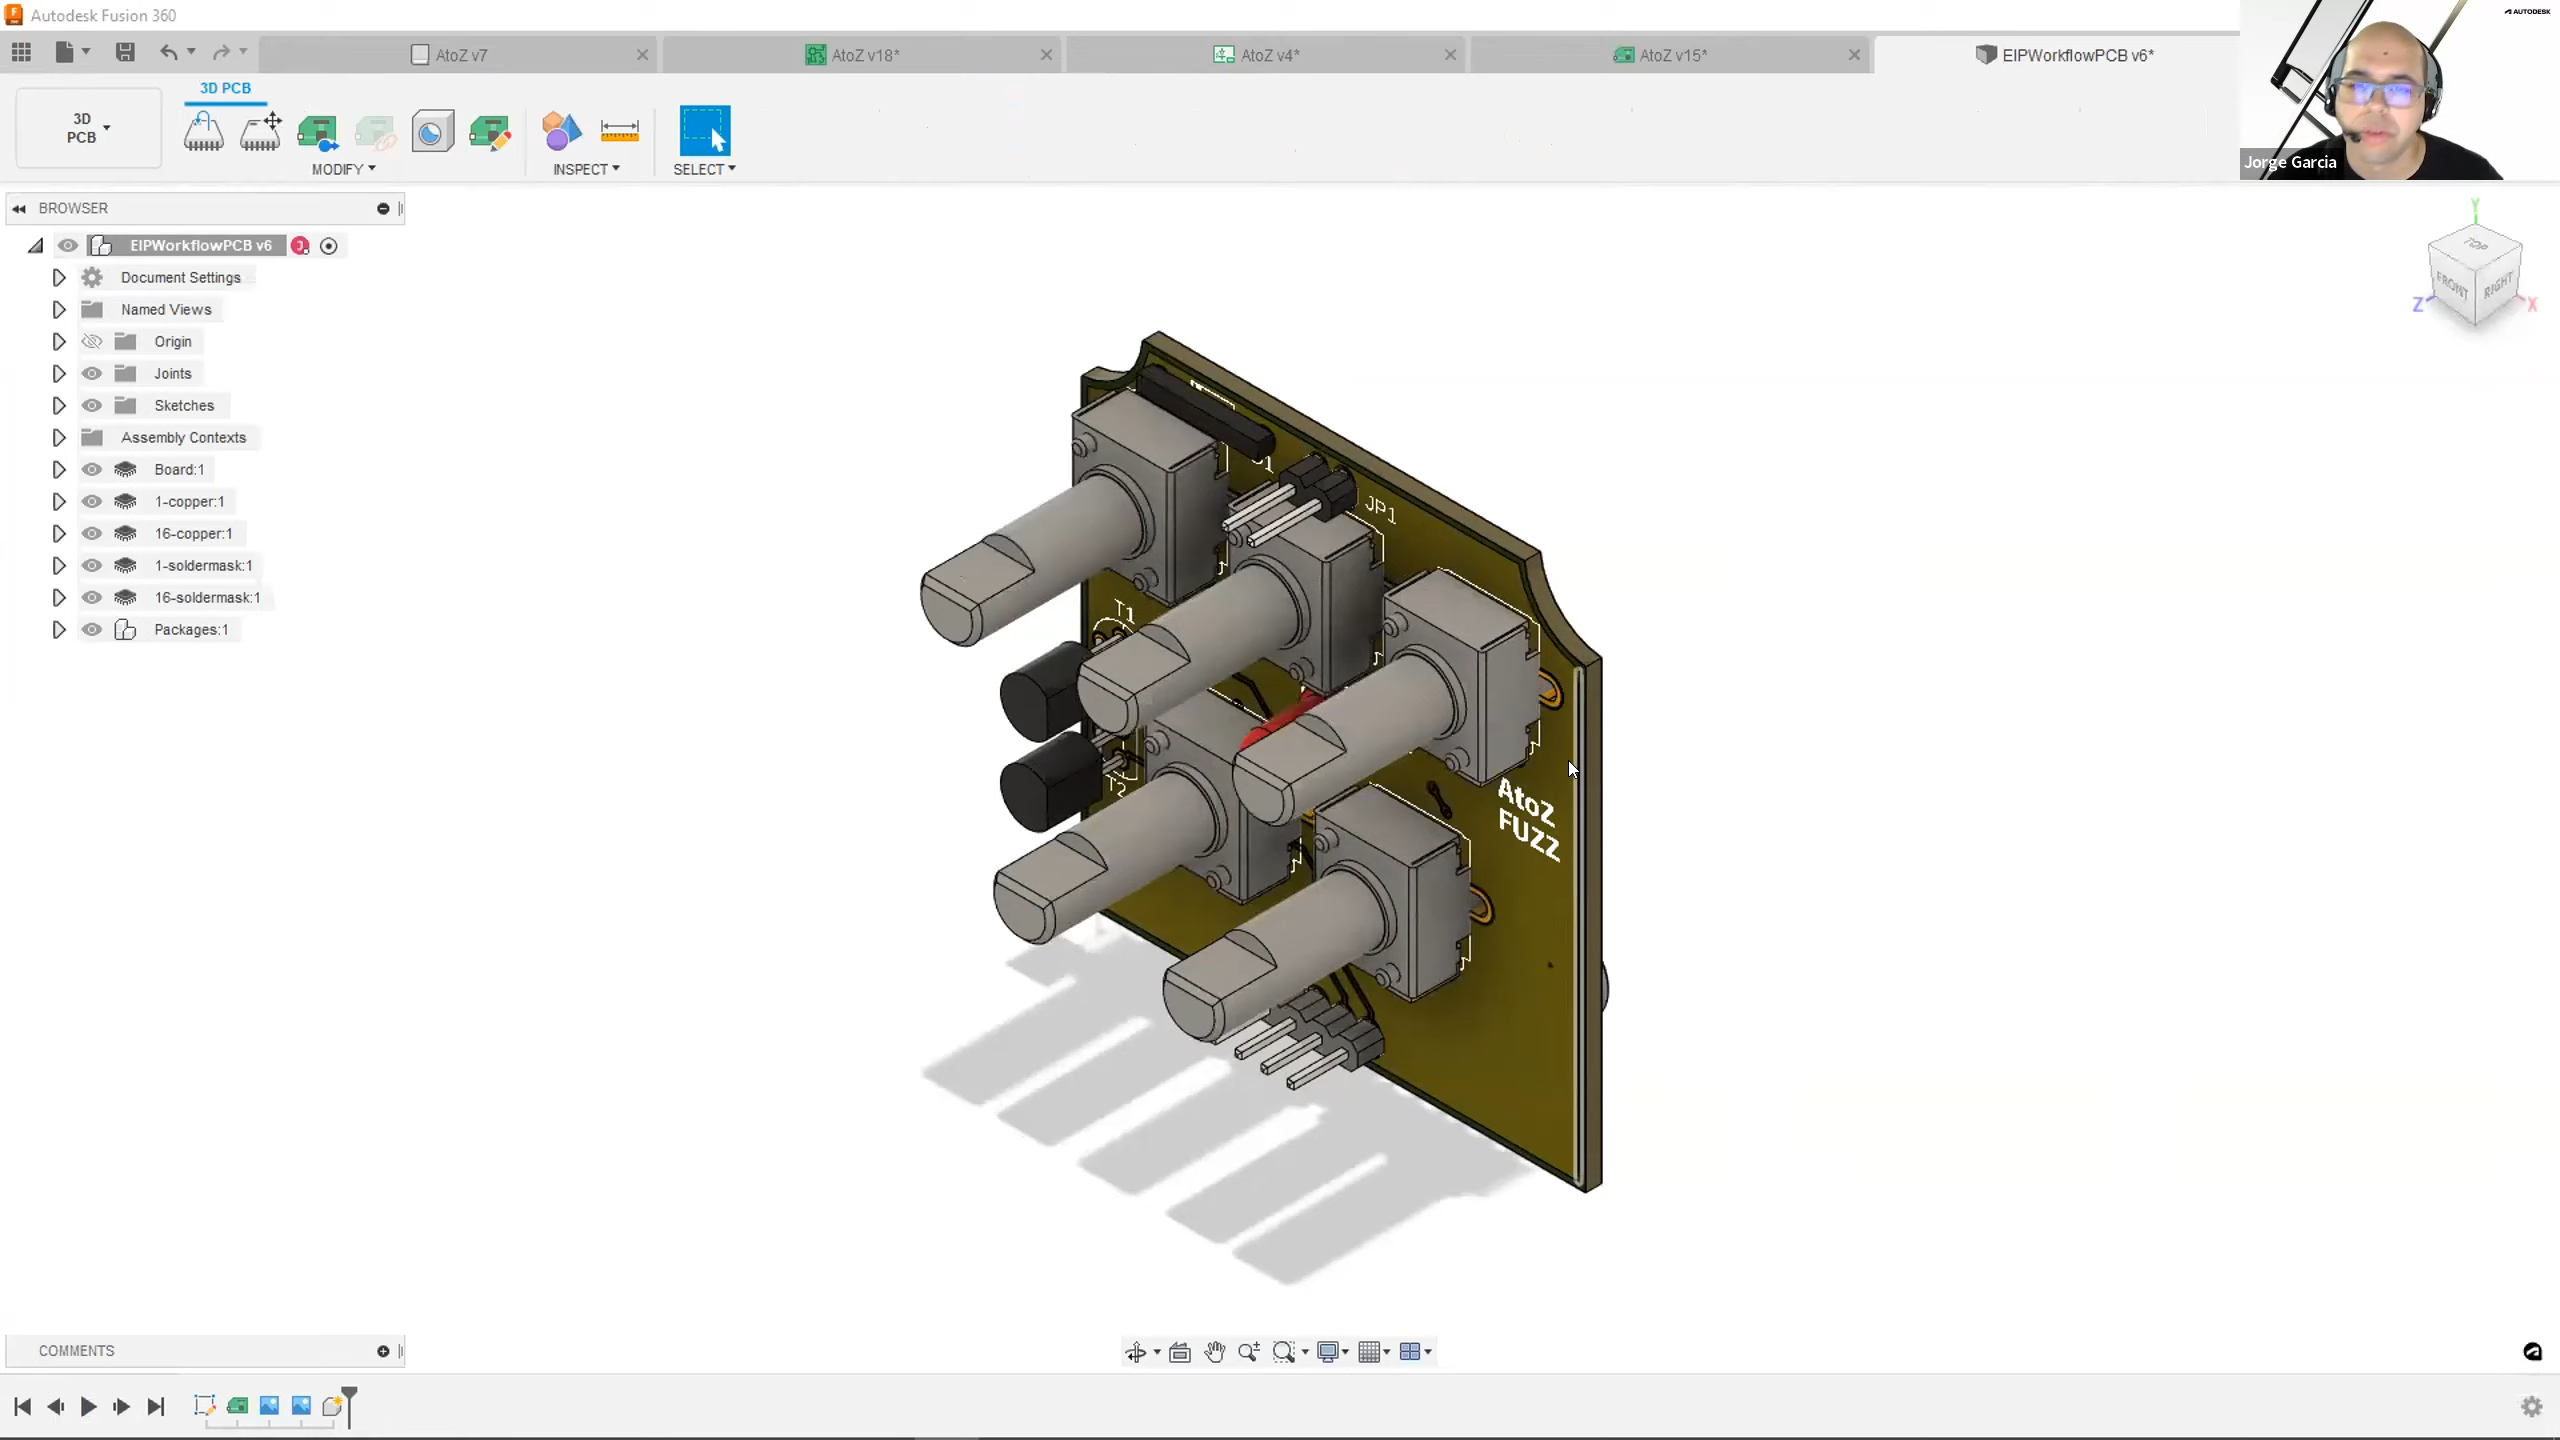 Autodesk Fusion 360
AUTODESK
AtoZ v7
AtoZ v18*
AtoZ v4*
AtoZ v15*
EIPWorkflowPCB v6*
3D PCB
3D
PCB
MODIFY
INSPECT
SELECT
Jorge Garcia
BROWSER
EIPWorkflowPCB v6
Document Settings
Named Views
Origin
Joints
Sketches
Assembly Contexts
Board:1
1-copper:1
16-copper:1
1-soldermask:1
16-soldermask:1
Packages:1
Y
TOP
FRONT
RIGHT
Z
X
JP1
T1
T2
AtoZ
FUZZ
COMMENTS